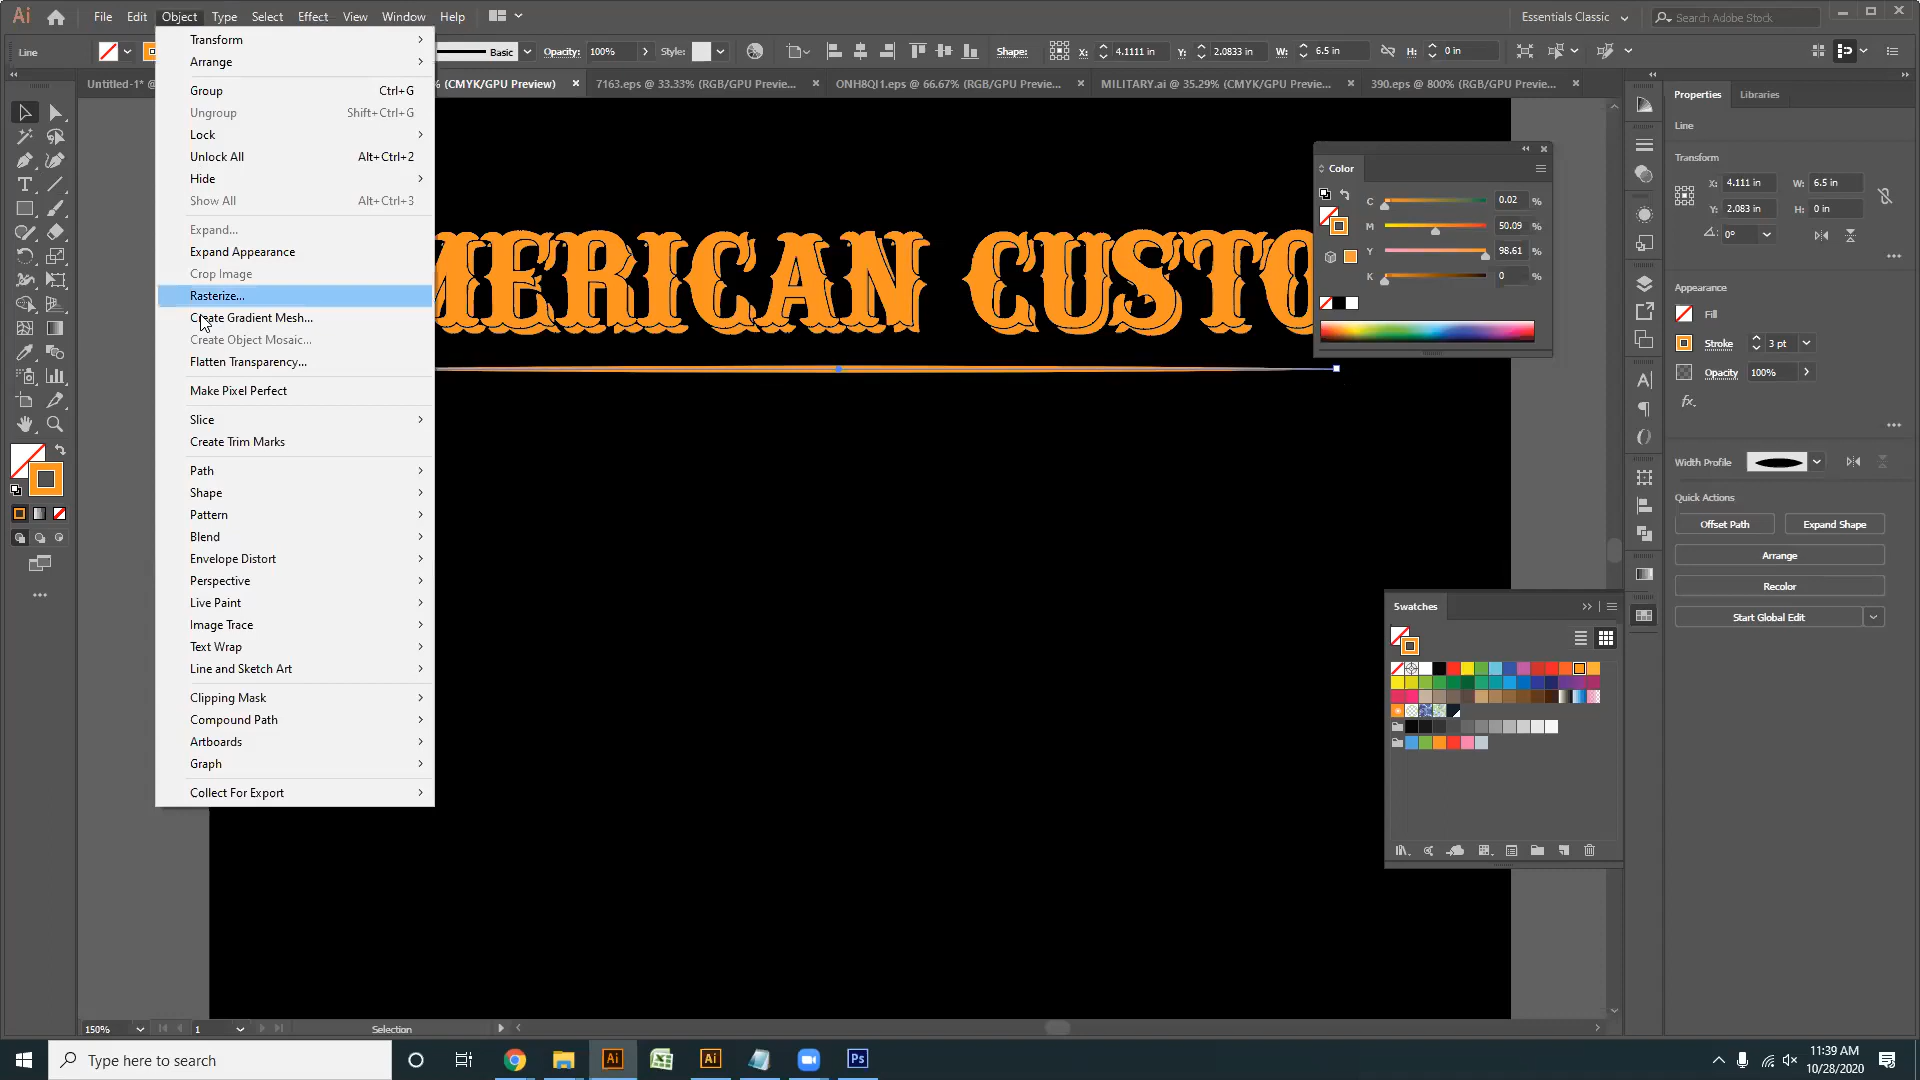 Ai File Edit Object Type Select Effect View Window Help Essentials Classic Search Adobe Stock
Line Basic Opacity: 100% Style: Shape: X: 4.1111 in Y: 2.0833 in W: 6.5 in H: 0 in
Untitled-1* @ (CMYK/GPU Preview) 7163.eps @ 33.33% (RGB/GPU Previe... ONH8QI1.eps @ 66.67% (RGB/GPU Previe... MILITARY.ai @ 35.29% (CMYK/GPU Previe... 390.eps @ 800% (RGB/GPU Previe...
Transform
Arrange
Group Ctrl+G
Ungroup Shift+Ctrl+G
Lock
Unlock All Alt+Ctrl+2
Hide
Show All Alt+Ctrl+3
Expand...
Expand Appearance
Crop Image
Rasterize...
Create Gradient Mesh...
Create Object Mosaic...
Flatten Transparency...
Make Pixel Perfect
Slice
Create Trim Marks
Path
Shape
Pattern
Blend
Envelope Distort
Perspective
Live Paint
Image Trace
Text Wrap
Line and Sketch Art
Clipping Mask
Compound Path
Artboards
Graph
Collect For Export
MERICAN CUSTO
Color
C 0.02 %
M 50.09 %
Y 98.61 %
K 0 %
Swatches
Properties Libraries
Line
Transform
X: 4.111 in W: 6.5 in
Y: 2.083 in H: 0 in
0°
Appearance
Fill
Stroke 3 pt
Opacity 100%
fx.
Width Profile
Quick Actions
Offset Path Expand Shape
Arrange
Recolor
Start Global Edit
150% 1 Selection
Type here to search
Ai Ai Ps
11:39 AM
10/28/2020